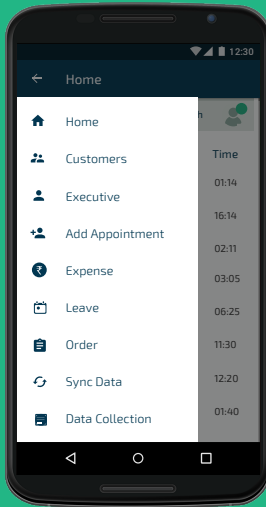 12:30
Home
Home
Customers
Executive
Add Appointment
Expense
Leave
Order
Sync Data
Data Collection
h
Time
01:14
16:14
02:11
03:05
06:25
11:30
12:20
01:40